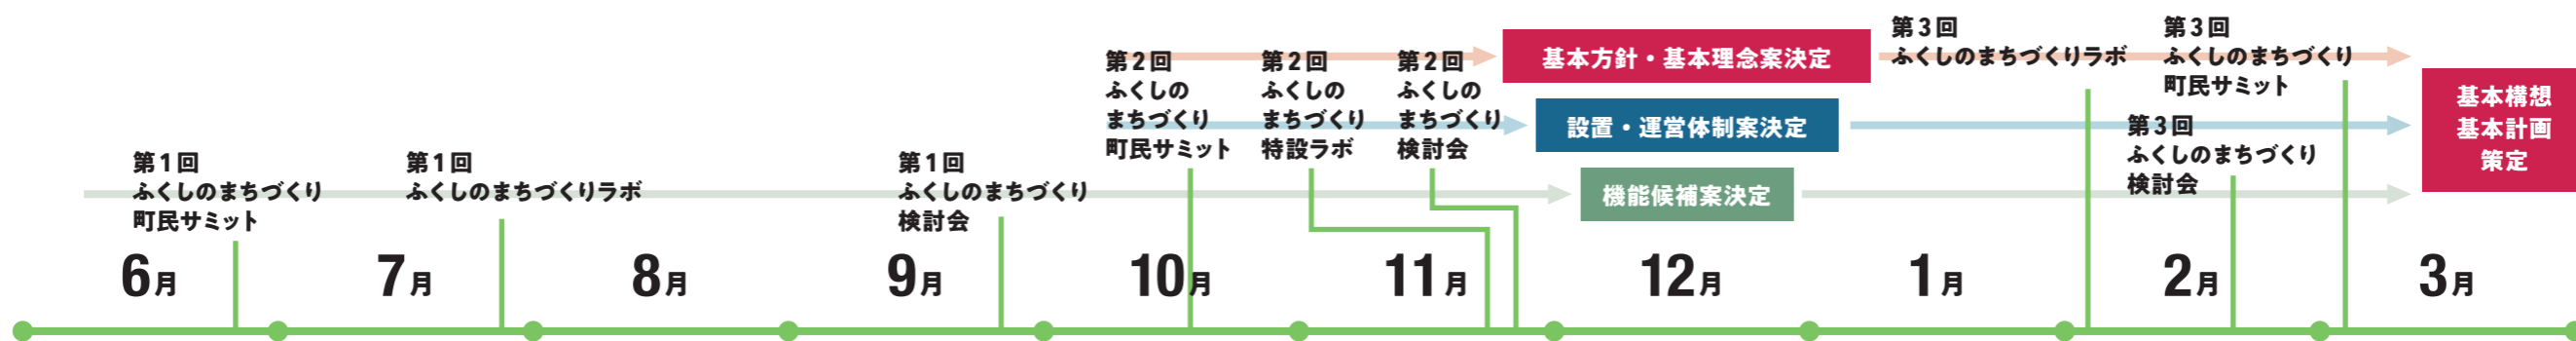 第1回
ふくしのまちづくり
町民サミット
第1回
ふくしのまちづくりラボ
第1回
ふくしのまちづくり
検討会
第2回
ふくしの
まちづくり
町民サミット
第2回
ふくしの
まちづくり
特設ラボ
第2回
ふくしの
まちづくり
検討会
基本方針・基本理念案決定
設置・運営体制案決定
機能候補案決定
第3回
ふくしのまちづくりラボ
第3回
ふくしのまちづくり
検討会
第3回
ふくしのまちづくり
町民サミット
基本構想
基本計画
策定
6月
7月
8月
9月
10月
11月
12月
1月
2月
3月